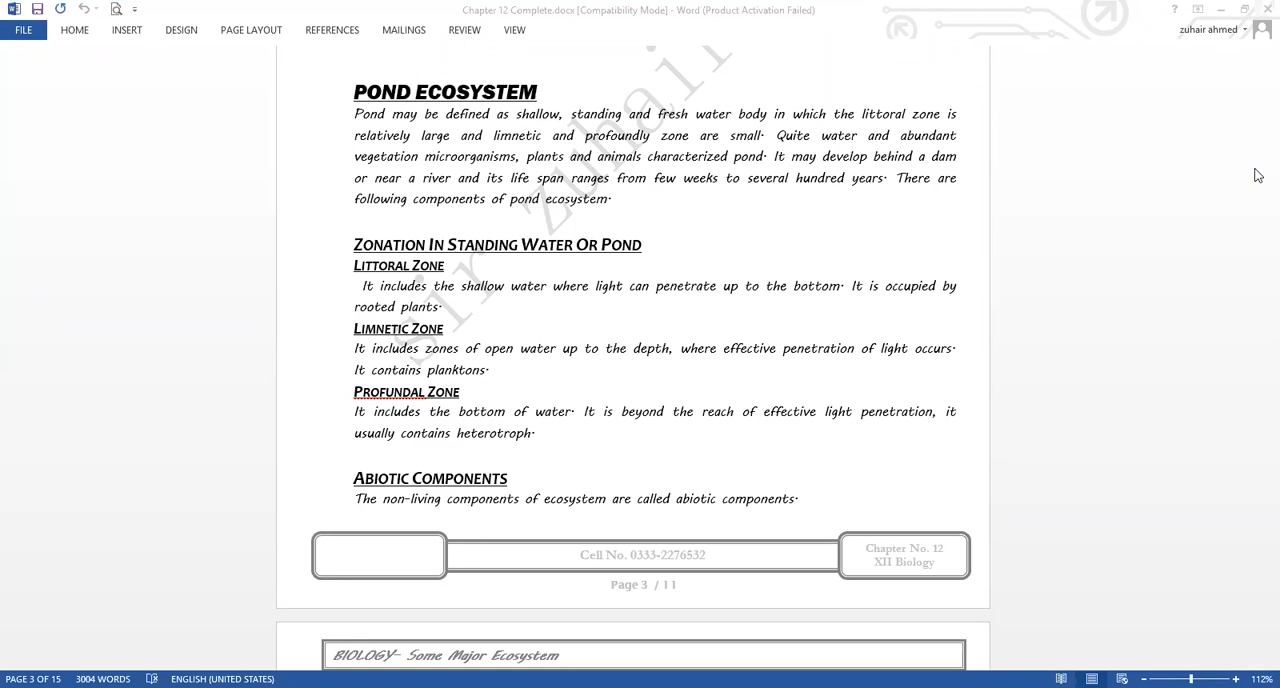 Chapter 12 Complete.docx [Compatibility Mode] - Word (Product Activation Failed)
FILE HOME INSERT DESIGN PAGE LAYOUT REFERENCES MAILINGS REVIEW VIEW zuhair ahmed
POND ECOSYSTEM
Pond may be defined as shallow, standing and fresh water body in which the littoral zone is
relatively large and limnetic and profoundly zone are small. Quite water and abundant
vegetation microorganisms, plants and animals characterized pond. It may develop behind a dam
or near a river and its life span ranges from few weeks to several hundred years. There are
following components of pond ecosystem.
ZONATION IN STANDING WATER OR POND
LITTORAL ZONE
It includes the shallow water where light can penetrate up to the bottom. It is occupied by
rooted plants.
LIMNETIC ZONE
It includes zones of open water up to the depth, where effective penetration of light occurs.
It contains planktons.
PROFUNDAL ZONE
It includes the bottom of water. It is beyond the reach of effective light penetration, it
usually contains heterotroph.
ABIOTIC COMPONENTS
The non-living components of ecosystem are called abiotic components.
sir zuhair
Cell No. 0333-2276532
Chapter No. 12
XII Biology
Page 3 / 11
BIOLOGY- Some Major Ecosystem
PAGE 3 OF 15 3004 WORDS ENGLISH (UNITED STATES) 112%